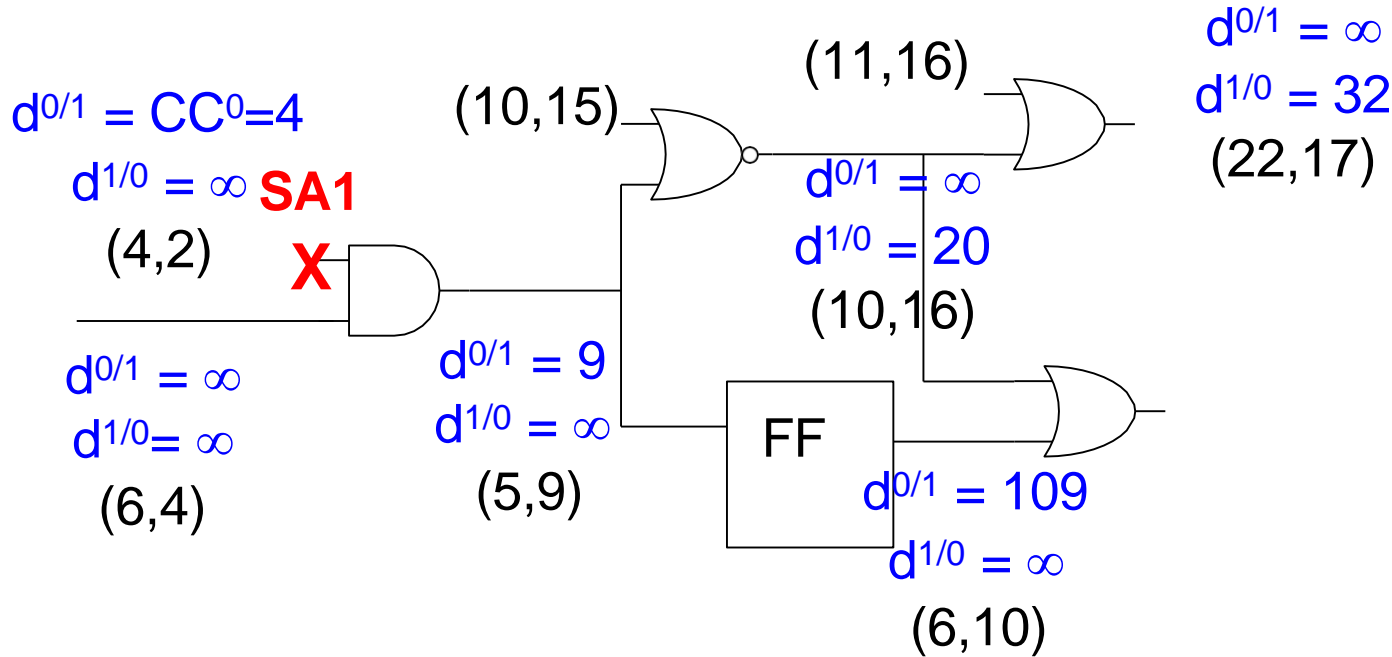 d0/1 = ∞
d1/0 = 32
(22,17)
(11,16)
d0/1 = CC0=4
d1/0 = ∞
(4,2)
SA1
X
(10,15)
d0/1 = ∞
d1/0 = 20
(10,16)
d0/1 = ∞
d1/0= ∞
(6,4)
d0/1 = 9
d1/0 = ∞
(5,9)
FF
d0/1 = 109
d1/0 = ∞
(6,10)